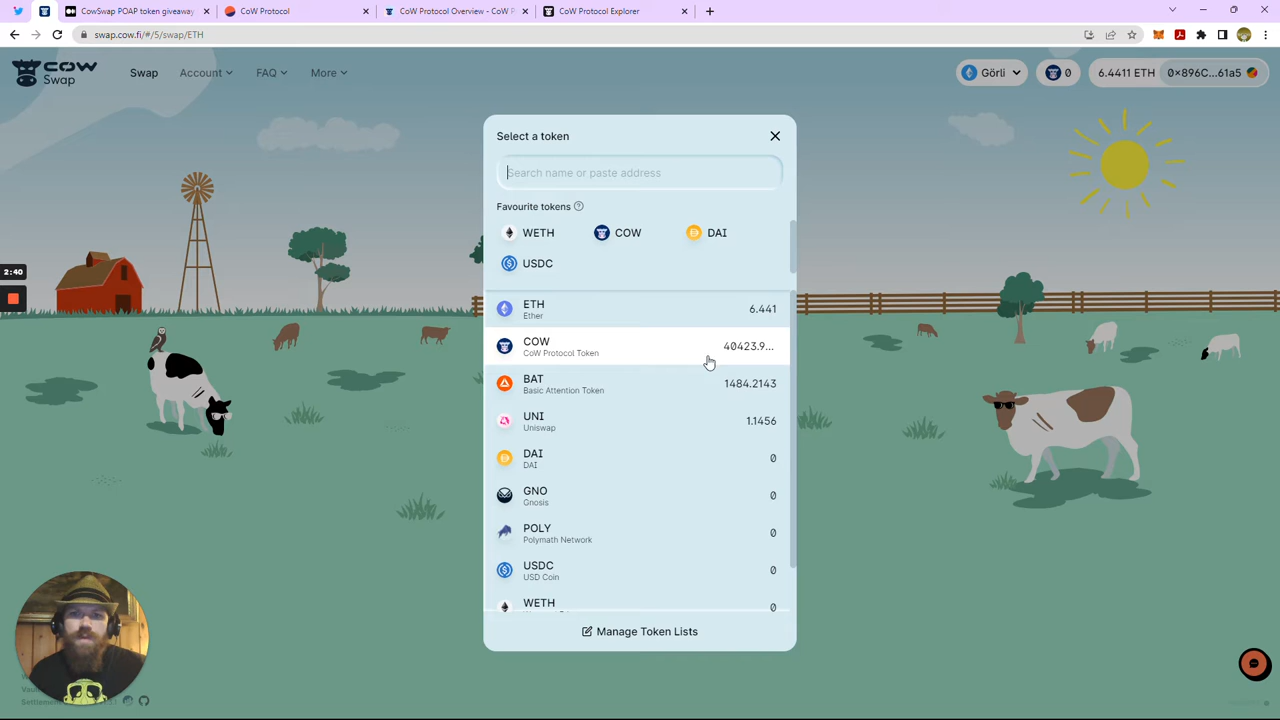 CowSwap POAP token giveaway
CoW Protocol
CoW Protocol Overview - CoW P
CoW Protocol Explorer
swap.cow.fi/#/5/swap/ETH
COW
Swap
Swap
Account
FAQ
More
Görli
0
6.4411 ETH
0×896C...61a5
Select a token
Search name or paste address
Favourite tokens
WETH
COW
DAI
USDC
ETH
Ether
6.441
COW
CoW Protocol Token
40423.9...
BAT
Basic Attention Token
1484.2143
UNI
Uniswap
1.1456
DAI
DAI
0
GNO
Gnosis
0
POLY
Polymath Network
0
USDC
USD Coin
0
WETH
0
Manage Token Lists
2:40